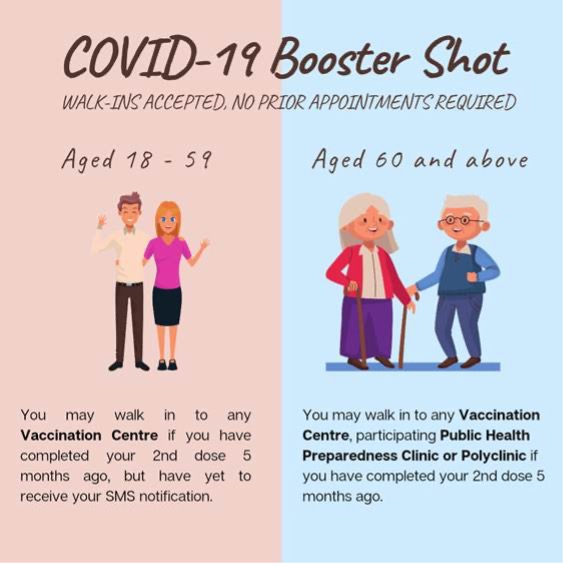 COVID-19 Booster Shot
WALK-INS ACCEPTED, NO PRIOR APPOINTMENTS REQUIRED
Aged 18 - 59
You may walk in to any
Vaccination Centre if you have
completed your 2nd dose 5
months ago, but have yet to
receive your SMS notification.
Aged 60 and above
You may walk in to any Vaccination
Centre, participating Public Health
Preparedness Clinic or Polyclinic if
you have completed your 2nd dose 5
months ago.